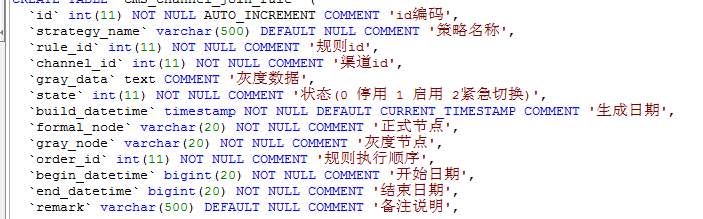 CREATE TABLE `cms_channel_join_rule` (
`id` int(11) NOT NULL AUTO_INCREMENT COMMENT 'id编码',
`strategy_name` varchar(500) DEFAULT NULL COMMENT '策略名称',
`rule_id` int(11) NOT NULL COMMENT '规则id',
`channel_id` int(11) NOT NULL COMMENT '渠道id',
`gray_data` text COMMENT '灰度数据',
`state` int(11) NOT NULL COMMENT '状态(0 停用 1 启用 2紧急切换)',
`build_datetime` timestamp NOT NULL DEFAULT CURRENT_TIMESTAMP COMMENT '生成日期',
`formal_node` varchar(20) NOT NULL COMMENT '正式节点',
`gray_node` varchar(20) NOT NULL COMMENT '灰度节点',
`order_id` int(11) NOT NULL COMMENT '规则执行顺序',
`begin_datetime` bigint(20) NOT NULL COMMENT '开始日期',
`end_datetime` bigint(20) NOT NULL COMMENT '结束日期',
`remark` varchar(500) DEFAULT NULL COMMENT '备注说明',